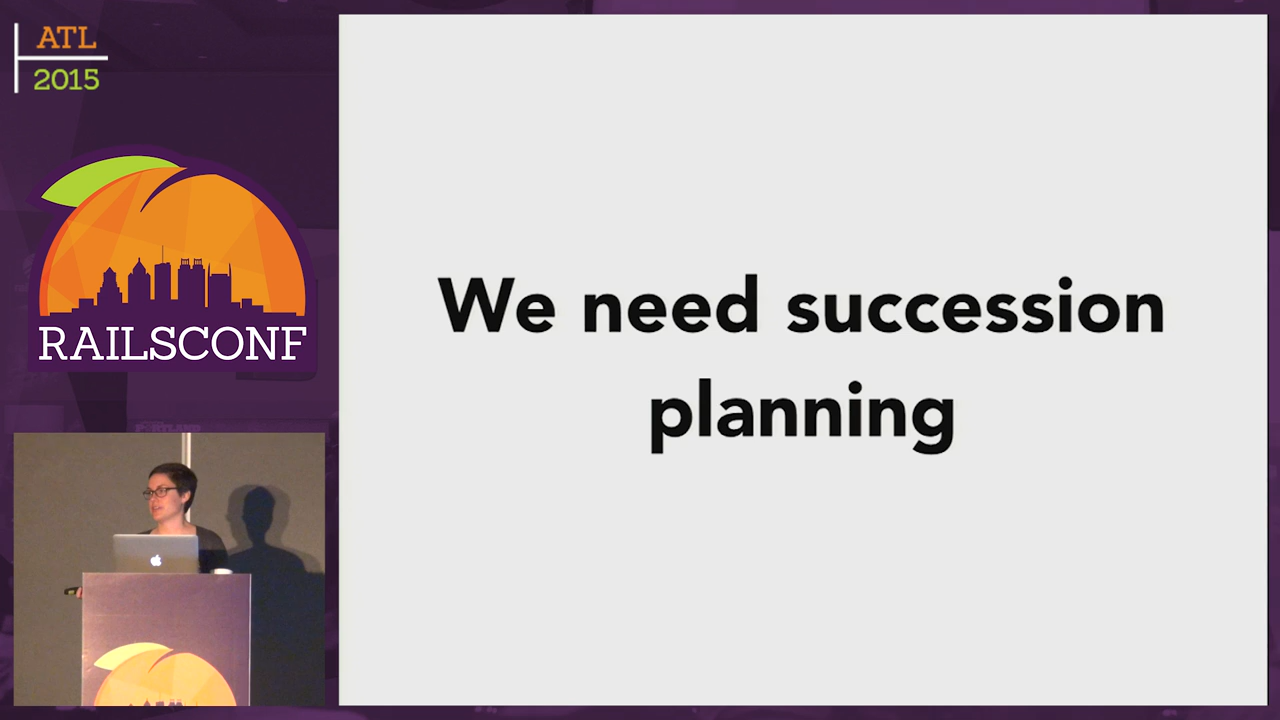 ATL
2015
RAILSCONF
We need succession
planning